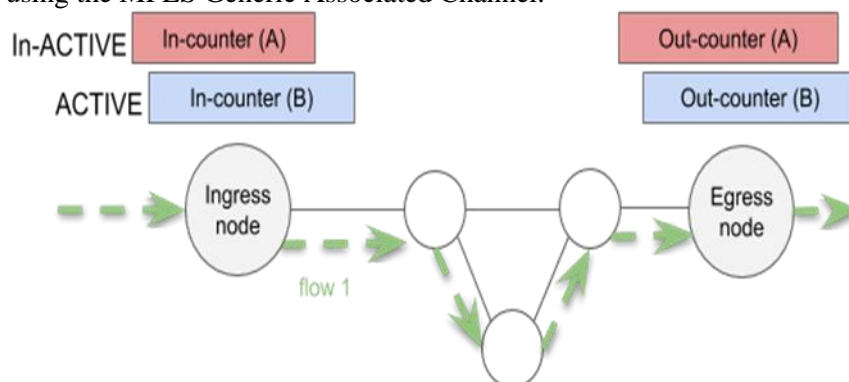 using the MPLS Generic Associated Channel.
In-ACTIVE In-counter (A) Out-counter (A)
ACTIVE In-counter (B) Out-counter (B)
Ingress
node
Egress
node
flow 1